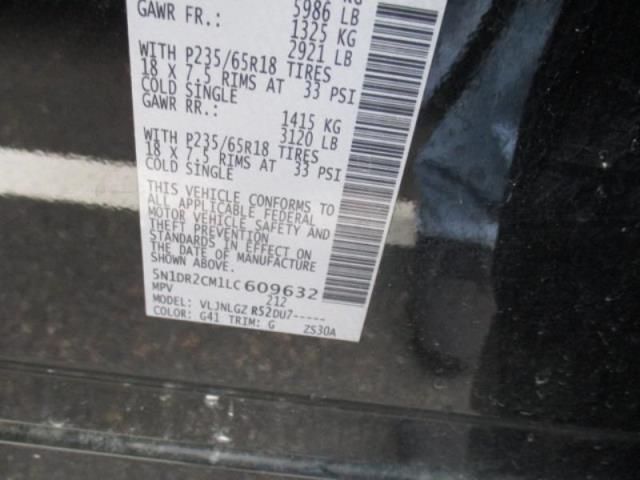 5986 LB
GAWR FR.: 1325 KG
2921 LB
WITH P235/65R18 TIRES
18 X 7.5 RIMS AT 33 PSI
COLD SINGLE
GAWR RR.: 1415 KG
3120 LB
WITH P235/65R18 TIRES
18 X 7.5 RIMS AT 33 PSI
COLD SINGLE
THIS VEHICLE CONFORMS TO
ALL APPLICABLE FEDERAL
MOTOR VEHICLE SAFETY AND
THEFT PREVENTION
STANDARDS IN EFFECT ON
THE DATE OF MANUFACTURE
SHOWN ABOVE.
5N1DR2CM1LC609632
MPV 212
MODEL: VLJNLGZ R52DU7-----
COLOR: G41 TRIM: G ZS30A